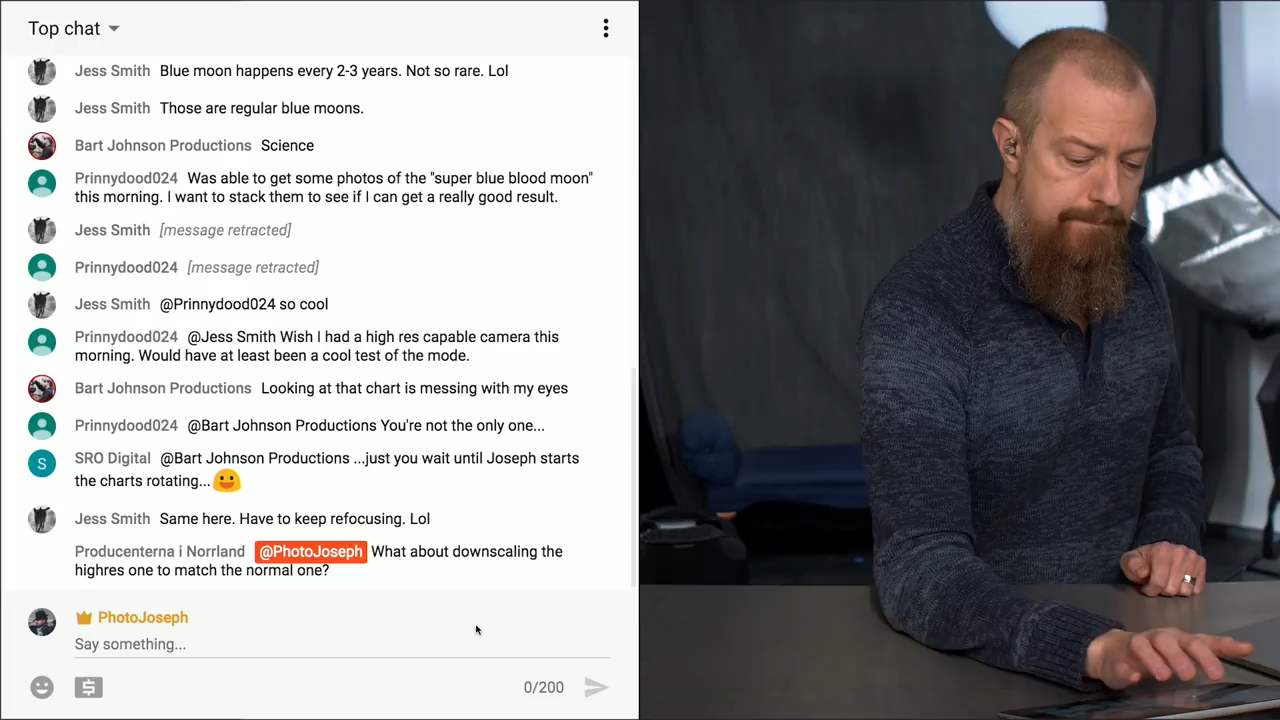 Top chat
Jess Smith Blue moon happens every 2-3 years. Not so rare. Lol
Jess Smith Those are regular blue moons.
Bart Johnson Productions Science
Prinnydood024 Was able to get some photos of the "super blue blood moon"
this morning. I want to stack them to see if I can get a really good result.
Jess Smith [message retracted]
Prinnydood024 [message retracted]
Jess Smith @Prinnydood024 so cool
Prinnydood024 @Jess Smith Wish I had a high res capable camera this
morning. Would have at least been a cool test of the mode.
Bart Johnson Productions Looking at that chart is messing with my eyes
Prinnydood024 @Bart Johnson Productions You're not the only one...
S
SRO Digital @Bart Johnson Productions ...just you wait until Joseph starts
the charts rotating...
Jess Smith Same here. Have to keep refocusing. Lol
Producenterna i Norrland @PhotoJoseph What about downscaling the
highres one to match the normal one?
PhotoJoseph
Say something...
$ 0/200